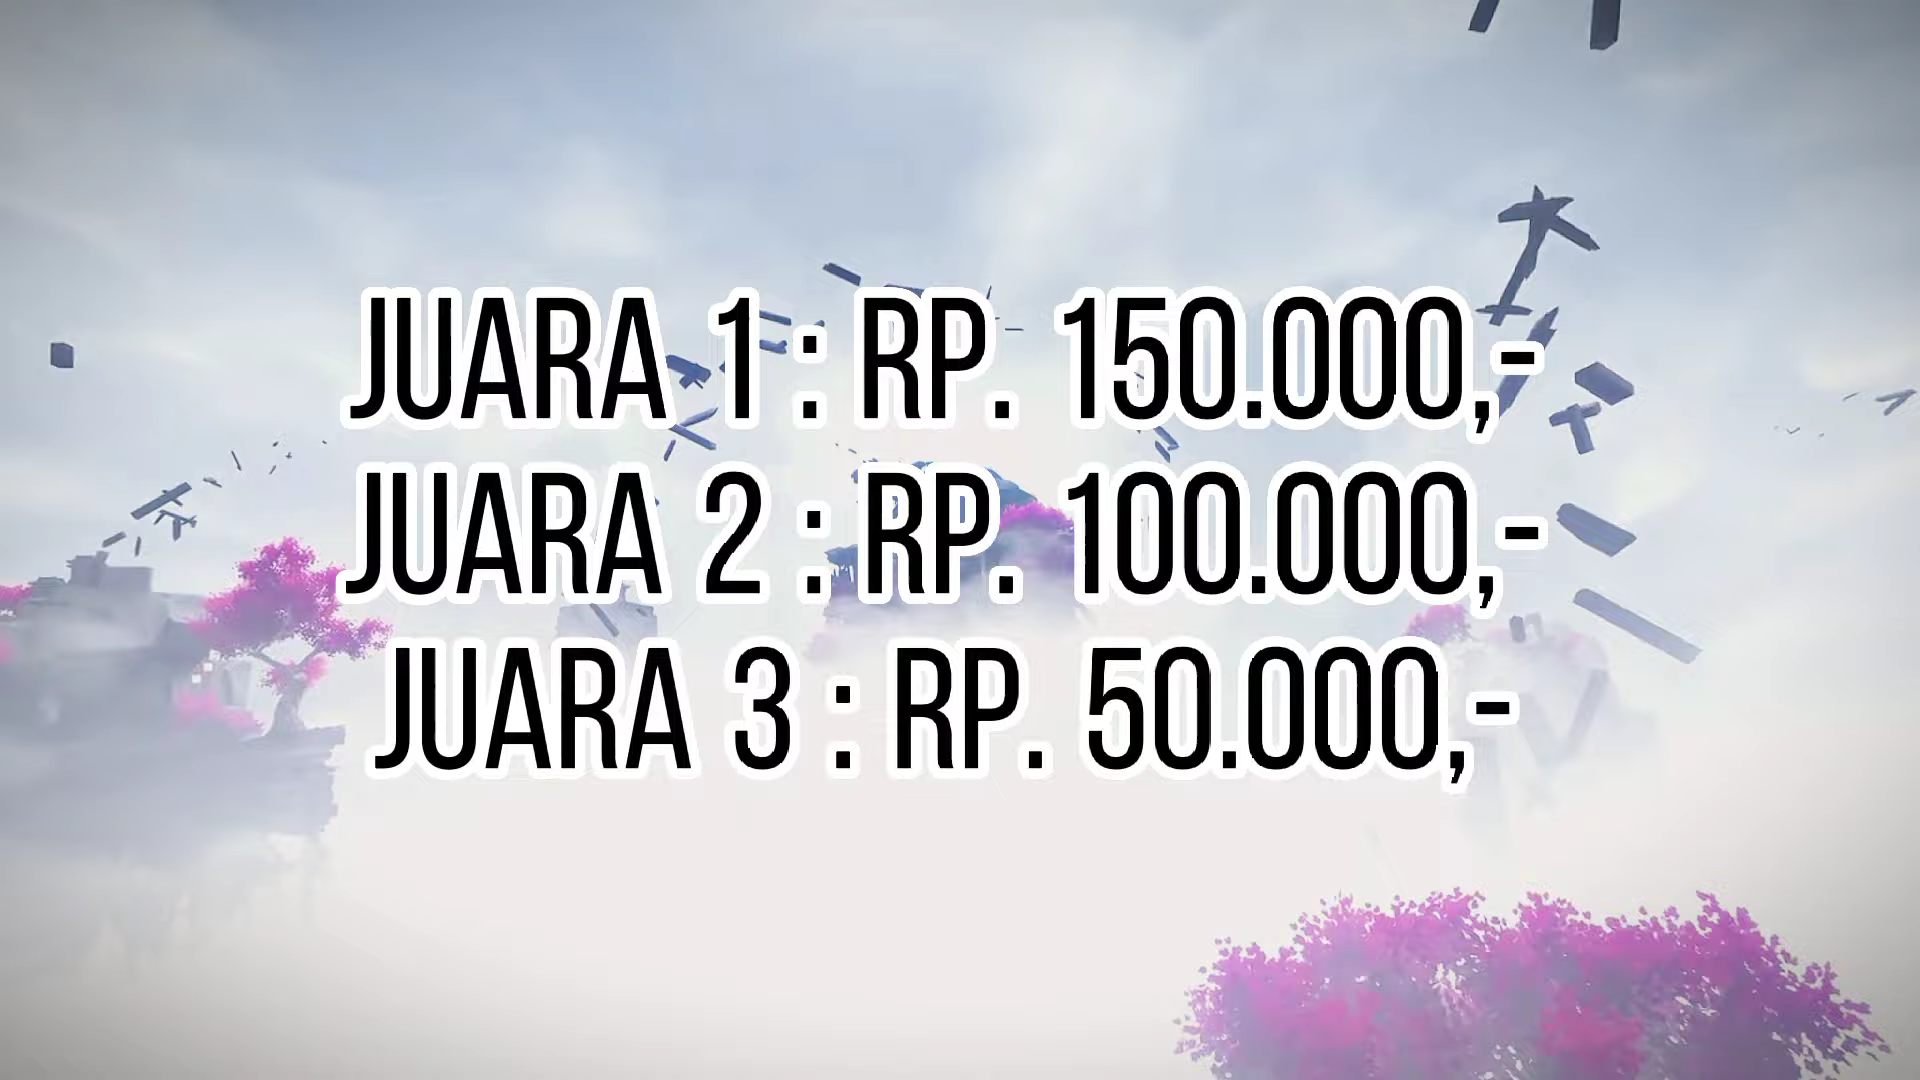 JUARA 1 : RP. 150.000,-
JUARA 2 : RP. 100.000,-
JUARA 3 : RP. 50.000,-